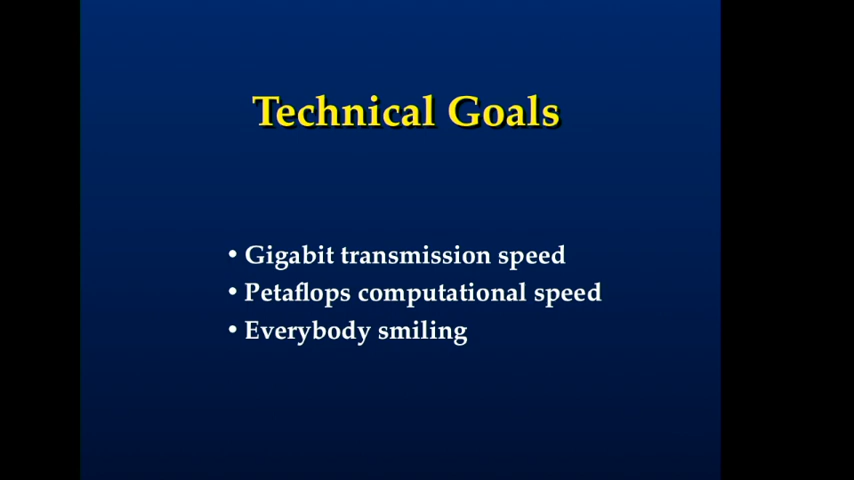 Technical Goals
• Gigabit transmission speed
• Petaflops computational speed
• Everybody smiling